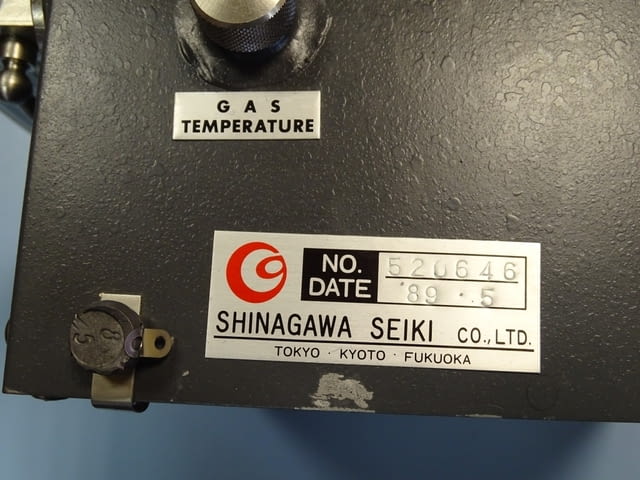 GAS
TEMPERATURE
NO. 520646
DATE '89 . 5
SHINAGAWA SEIKI CO., LTD.
TOKYO · KYOTO · FUKUOKA